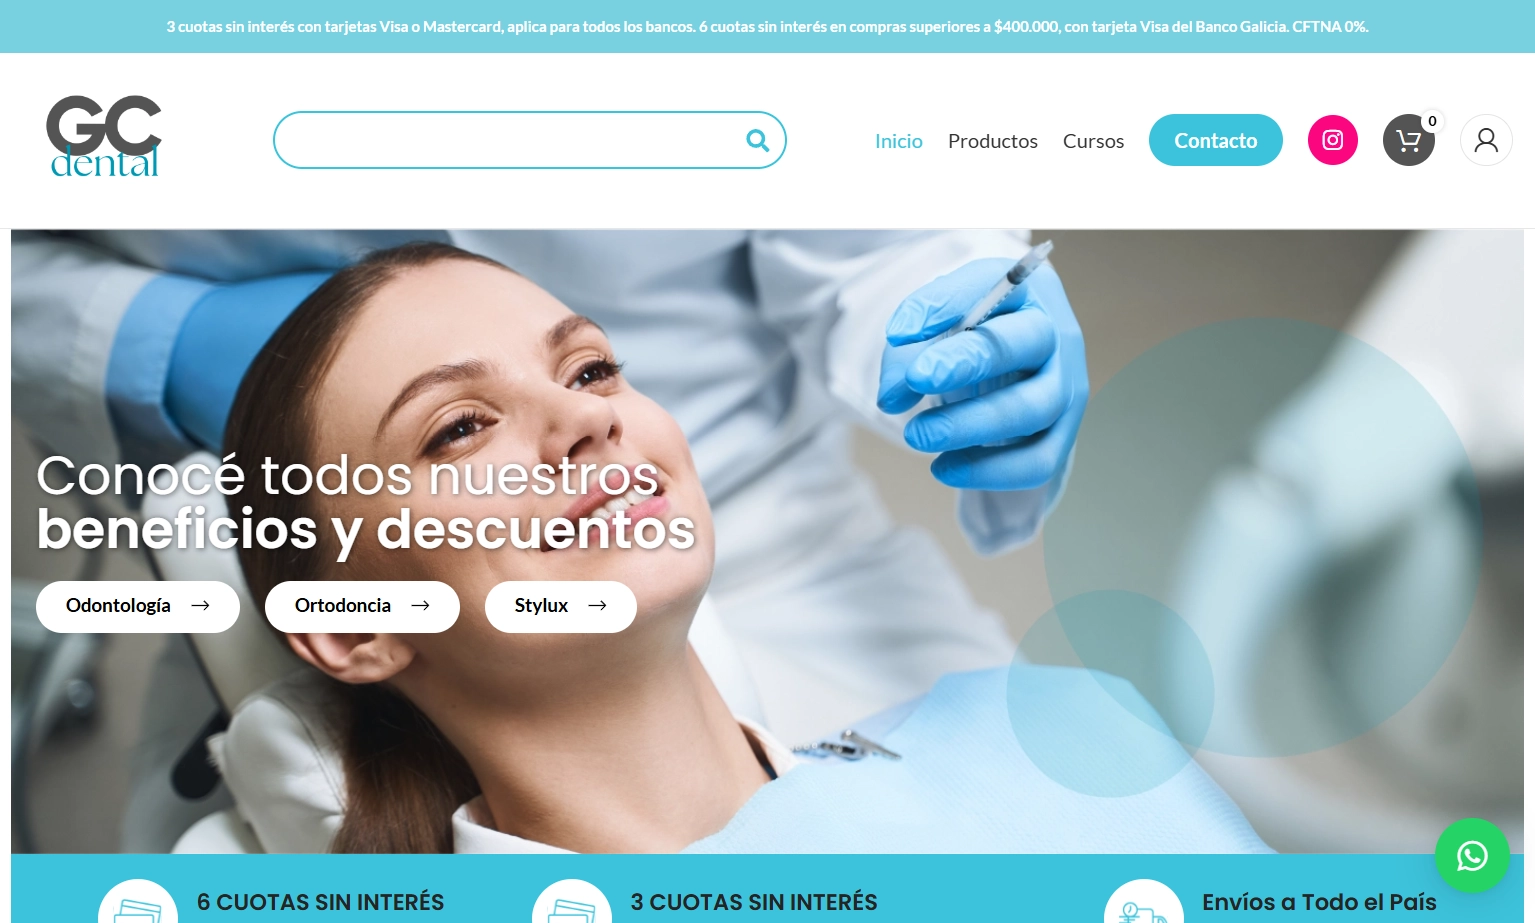 3 cuotas sin interés con tarjetas Visa o Mastercard, aplica para todos los bancos. 6 cuotas sin interés en compras superiores a $400.000, con tarjeta Visa del Banco Galicia. CFTNA 0%.
GC
dental
Inicio
Productos
Cursos
Contacto
0
Conocé todos nuestros
beneficios y descuentos
Odontología →
Ortodoncia →
Stylux →
6 CUOTAS SIN INTERÉS
3 CUOTAS SIN INTERÉS
Envíos a Todo el País